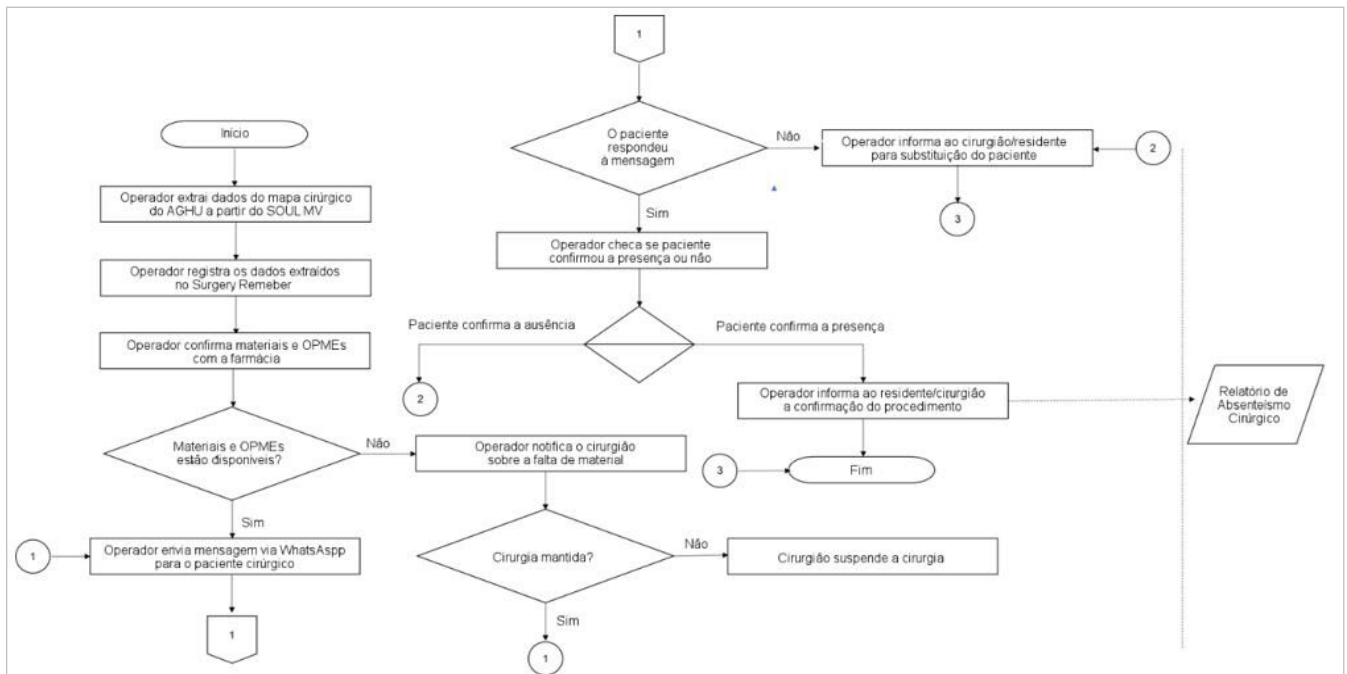 Início
Operador extrai dados do mapa cirúrgico
do AGHU a partir do SOUL MV
Operador registra os dados extraídos
no Surgery Remeber
Operador confirma materiais e OPMEs
com a farmácia
Materiais e OPMEs
estão disponíveis?
Não
Sim
1
Operador envia mensagem via WhatsAspp
para o paciente cirúrgico
1
Operador notifica o cirurgião
sobre a falta de material
Cirurgia mantida?
Não
Cirurgião suspende a cirurgia
Sim
1
1
O paciente
respondeu
à mensagem
Não
Operador informa ao cirurgião/residente
para substituição do paciente
2
3
Sim
Operador checa se paciente
confirmou a presença ou não
Paciente confirma a ausência
Paciente confirma a presença
2
Operador informa ao residente/cirurgião
a confirmação do procedimento
3
Fim
Relatório de
Absenteísmo
Cirúrgico